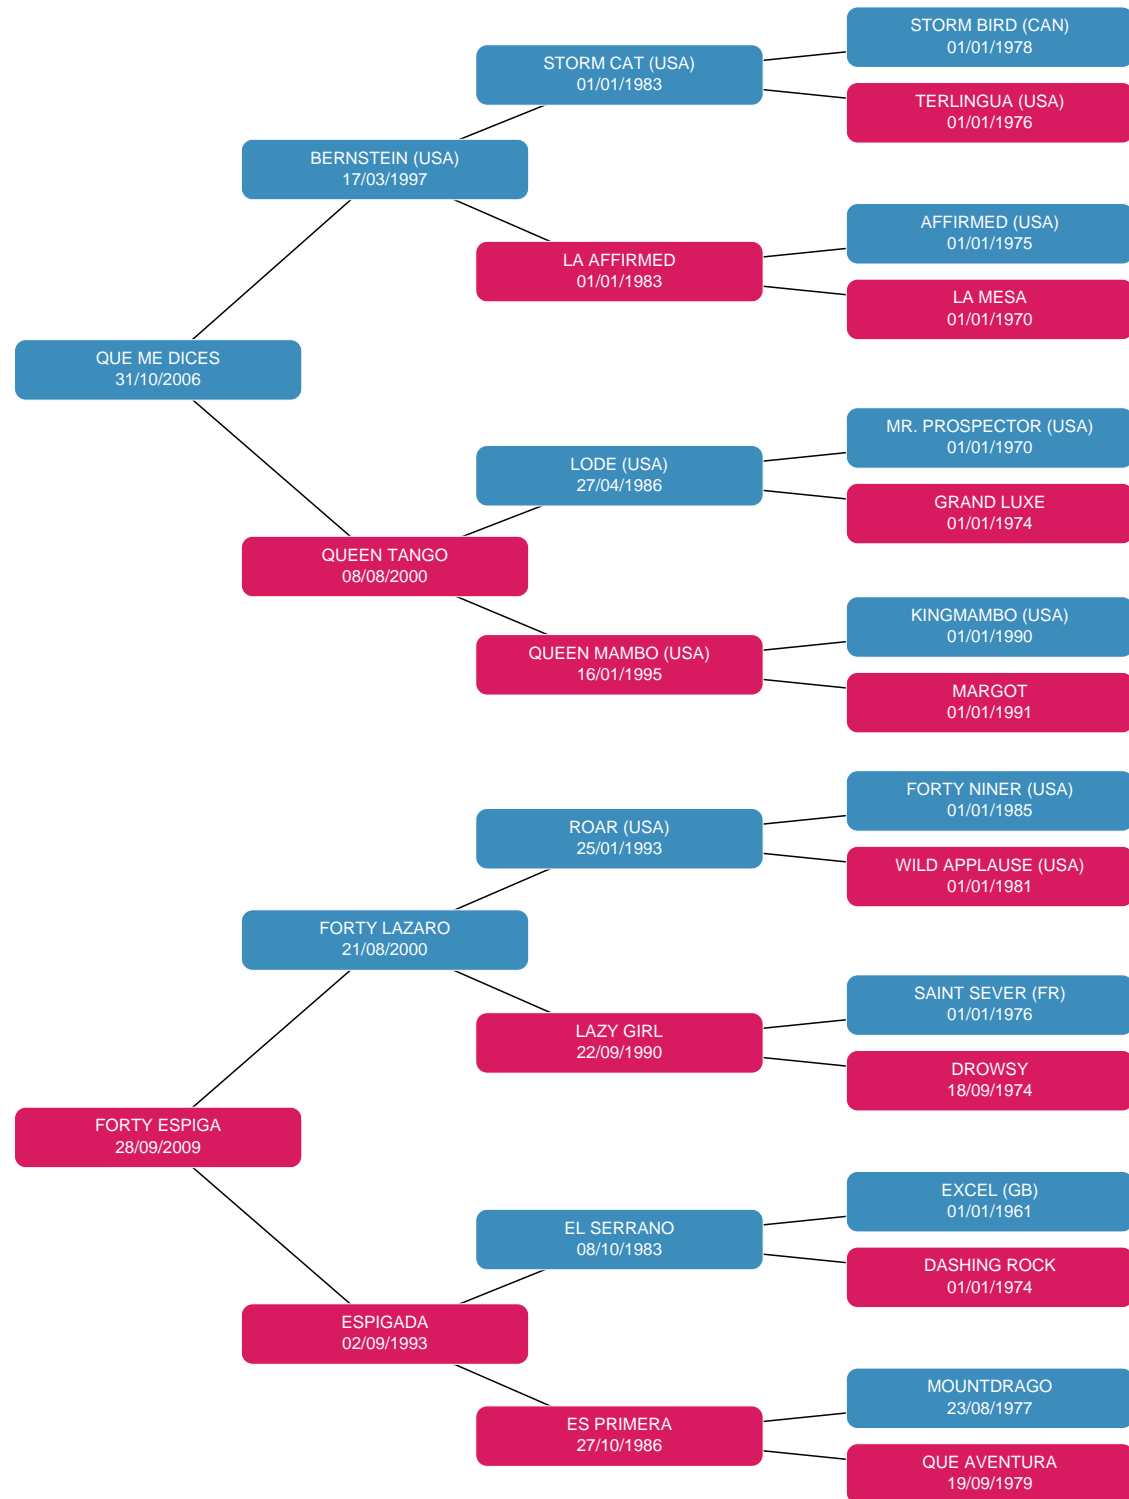 STORM BIRD (CAN)
01/01/1978
STORM CAT (USA)
01/01/1983
TERLINGUA (USA)
01/01/1976
BERNSTEIN (USA)
17/03/1997
AFFIRMED (USA)
01/01/1975
LA AFFIRMED
01/01/1983
LA MESA
01/01/1970
QUE ME DICES
31/10/2006
MR. PROSPECTOR (USA)
01/01/1970
LODE (USA)
27/04/1986
GRAND LUXE
01/01/1974
QUEEN TANGO
08/08/2000
KINGMAMBO (USA)
01/01/1990
QUEEN MAMBO (USA)
16/01/1995
MARGOT
01/01/1991
FORTY NINER (USA)
01/01/1985
ROAR (USA)
25/01/1993
WILD APPLAUSE (USA)
01/01/1981
FORTY LAZARO
21/08/2000
SAINT SEVER (FR)
01/01/1976
LAZY GIRL
22/09/1990
DROWSY
18/09/1974
FORTY ESPIGA
28/09/2009
EXCEL (GB)
01/01/1961
EL SERRANO
08/10/1983
DASHING ROCK
01/01/1974
ESPIGADA
02/09/1993
MOUNTDRAGO
23/08/1977
ES PRIMERA
27/10/1986
QUE AVENTURA
19/09/1979